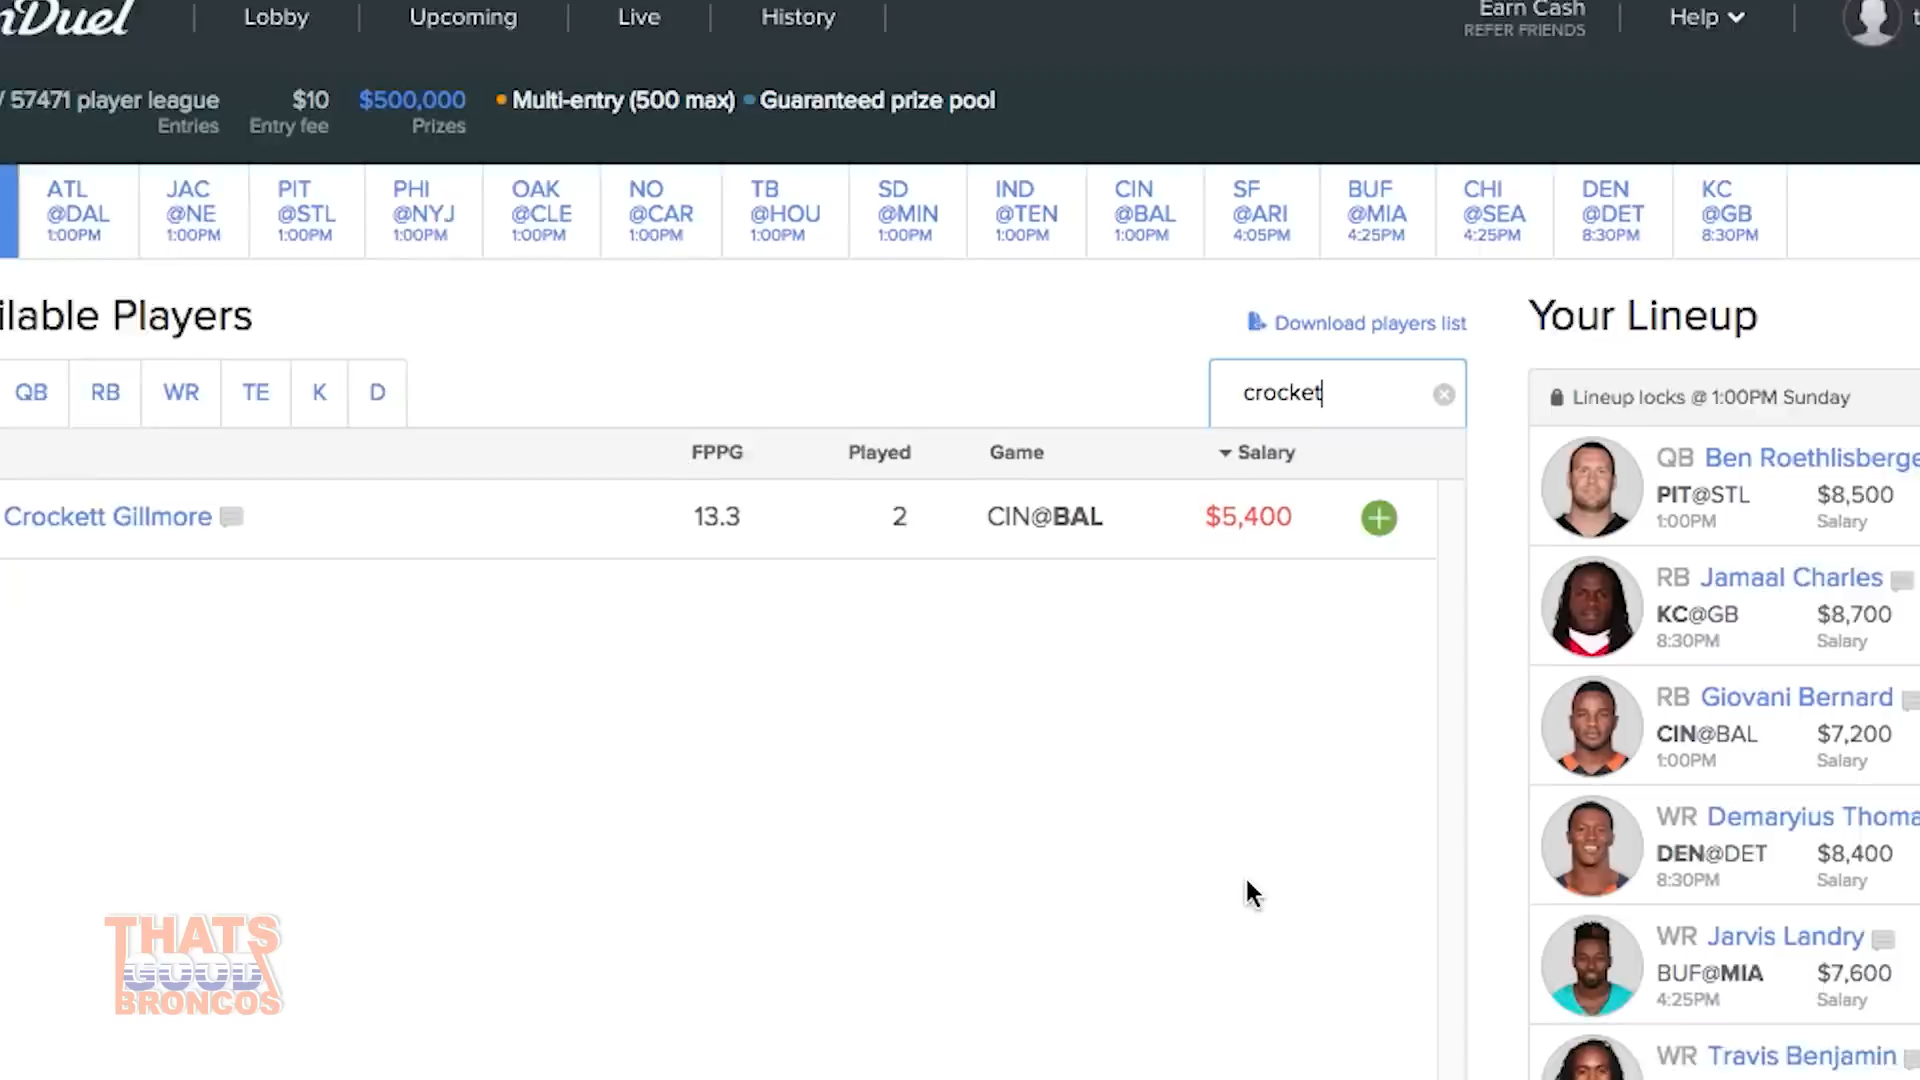 nDuel
Lobby
Upcoming
Live
History
Earn Cash
REFER FRIENDS
Help
/ 57471 player league
Entries
$10
Entry fee
$500,000
Prizes
Multi-entry (500 max)
Guaranteed prize pool
ATL
@DAL
1:00PM
JAC
@NE
1:00PM
PIT
@STL
1:00PM
PHI
@NYJ
1:00PM
OAK
@CLE
1:00PM
NO
@CAR
1:00PM
TB
@HOU
1:00PM
SD
@MIN
1:00PM
IND
@TEN
1:00PM
CIN
@BAL
1:00PM
SF
@ARI
4:05PM
BUF
@MIA
4:25PM
CHI
@SEA
4:25PM
DEN
@DET
8:30PM
KC
@GB
8:30PM
ilable Players
Download players list
QB
RB
WR
TE
K
D
crocket
FPPG
Played
Game
Salary
Crockett Gillmore
13.3
2
CIN@BAL
$5,400
Your Lineup
Lineup locks @ 1:00PM Sunday
QB Ben Roethlisberge
PIT@STL $8,500
1:00PM Salary
RB Jamaal Charles
KC@GB $8,700
8:30PM Salary
RB Giovani Bernard
CIN@BAL $7,200
1:00PM Salary
WR Demaryius Thoma
DEN@DET $8,400
8:30PM Salary
WR Jarvis Landry
BUF@MIA $7,600
4:25PM Salary
WR Travis Benjamin
THATS
GOOD
BRONCOS